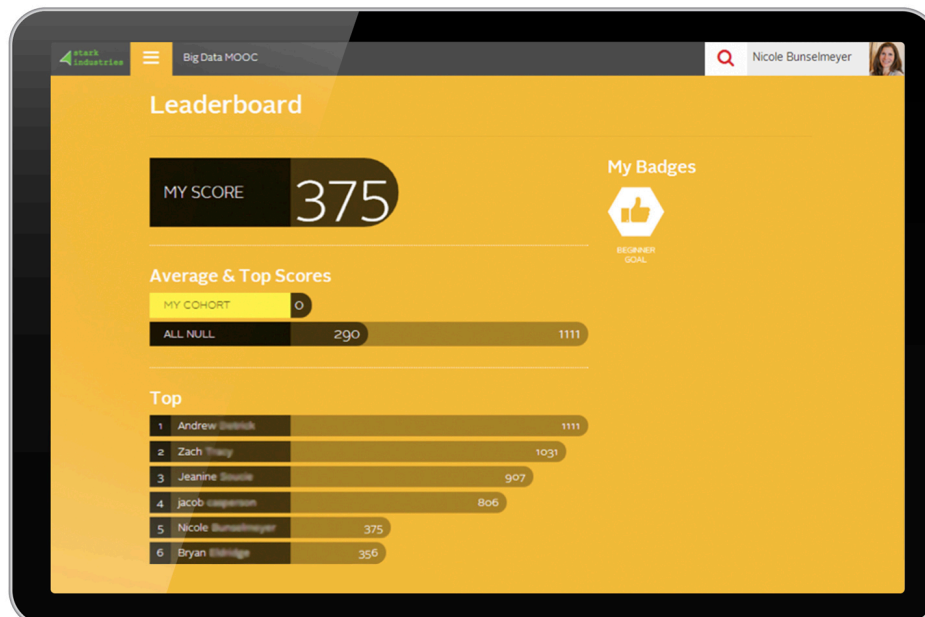 stark
industries
Big Data MOOC
Nicole Bunselmeyer
Leaderboard
MY SCORE 375
My Badges
BEGINNER
GOAL
Average & Top Scores
MY COHORT 0
ALL NULL 290 1111
Top
1 Andrew 1111
2 Zach 1031
3 Jeanine 907
4 jacob 806
5 Nicole 375
6 Bryan 356